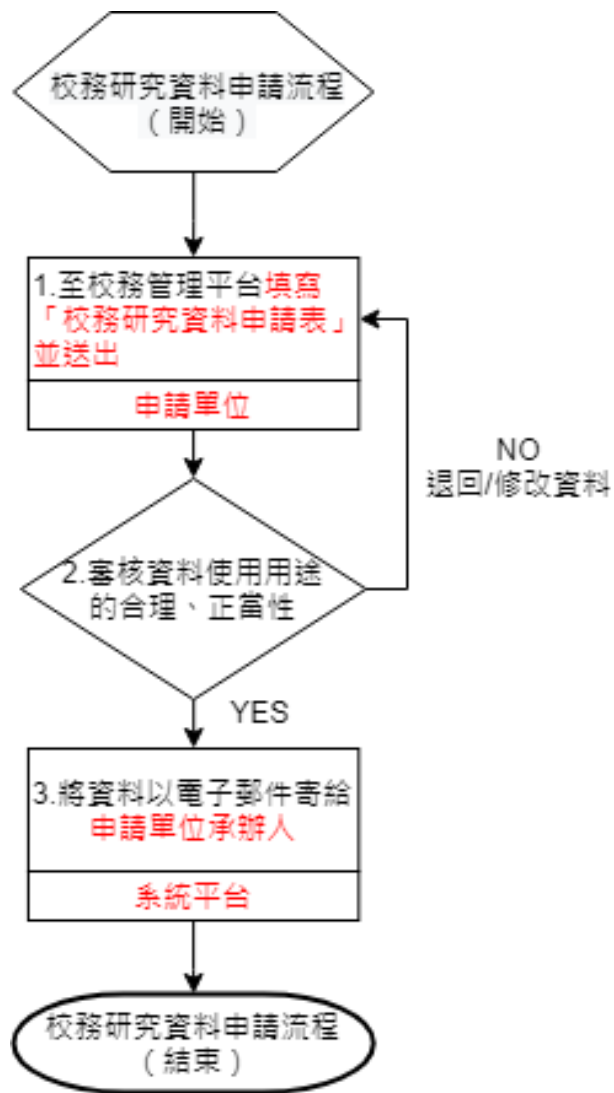 校務研究資料申請流程
（開始）
1.至校務管理平台填寫
「校務研究資料申請表」
並送出
申請單位
NO
退回/修改資料
2.審核資料使用用途
的合理、正當性
YES
3.將資料以電子郵件寄給
申請單位承辦人
系統平台
校務研究資料申請流程
（結束）